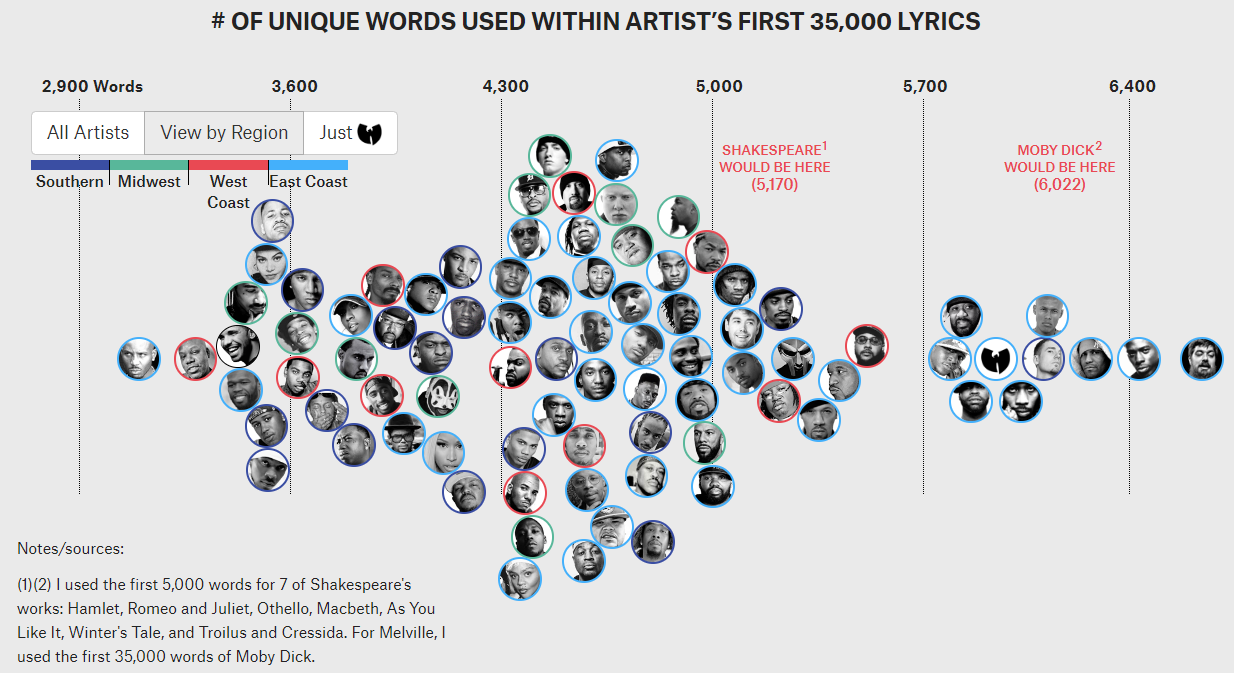 # OF UNIQUE WORDS USED WITHIN ARTIST'S FIRST 35,000 LYRICS
2,900 Words 3,600 4,300 5,000 5,700 6,400
All Artists View by Region Just
Southern Midwest West Coast East Coast
SHAKESPEARE1
WOULD BE HERE
(5,170)
MOBY DICK2
WOULD BE HERE
(6,022)
Notes/sources:
(1)(2) I used the first 5,000 words for 7 of Shakespeare's
works: Hamlet, Romeo and Juliet, Othello, Macbeth, As You
Like It, Winter's Tale, and Troilus and Cressida. For Melville, I
used the first 35,000 words of Moby Dick.